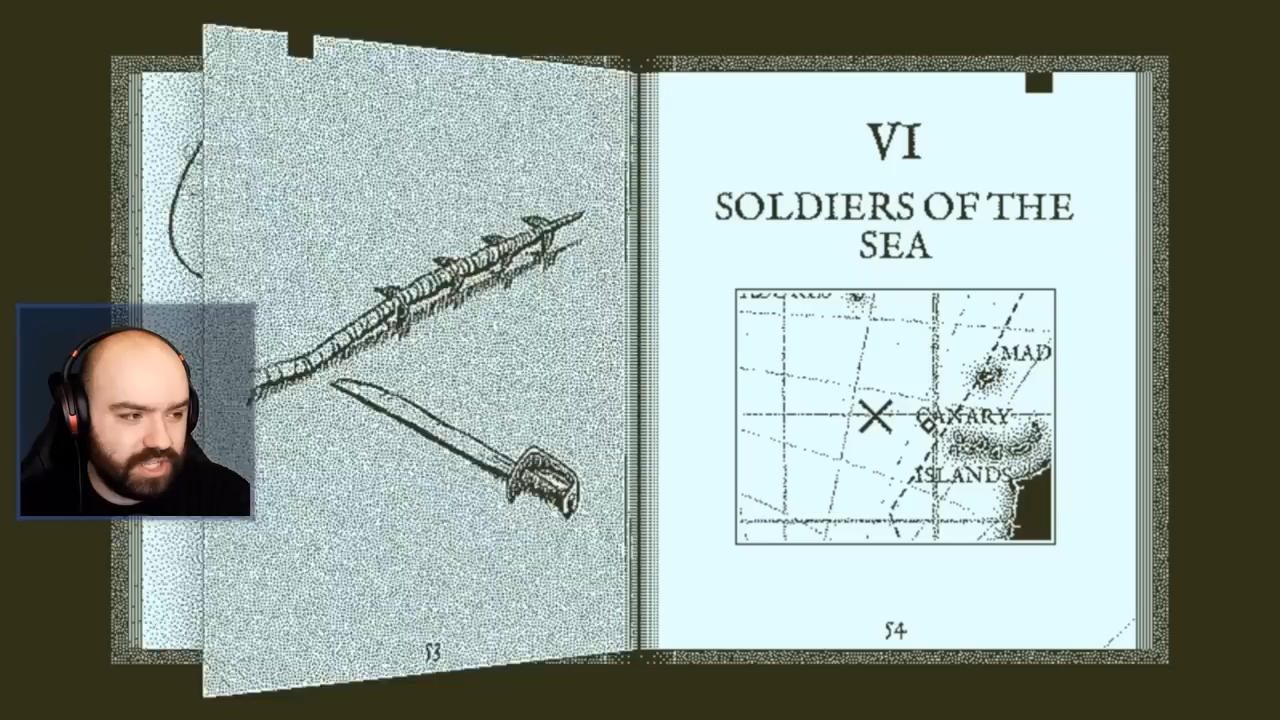 53
VI
SOLDIERS OF THE
SEA
MAD
CANARY
ISLANDS
54